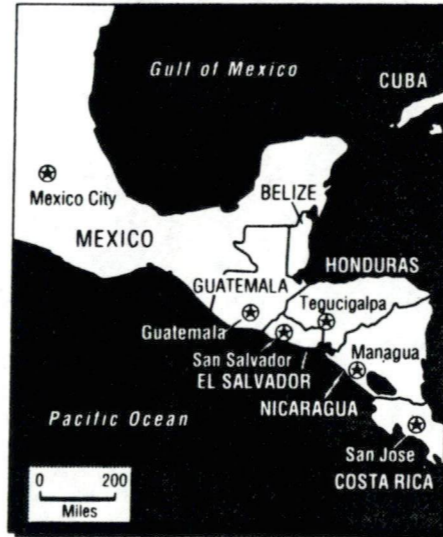 Gulf of Mexico
CUBA
Mexico City
BELIZE
MEXICO
HONDURAS
GUATEMALA
Tegucigalpa
Guatemala
San Salvador
Managua
EL SALVADOR
NICARAGUA
Pacific Ocean
San Jose
COSTA RICA
0 200
Miles